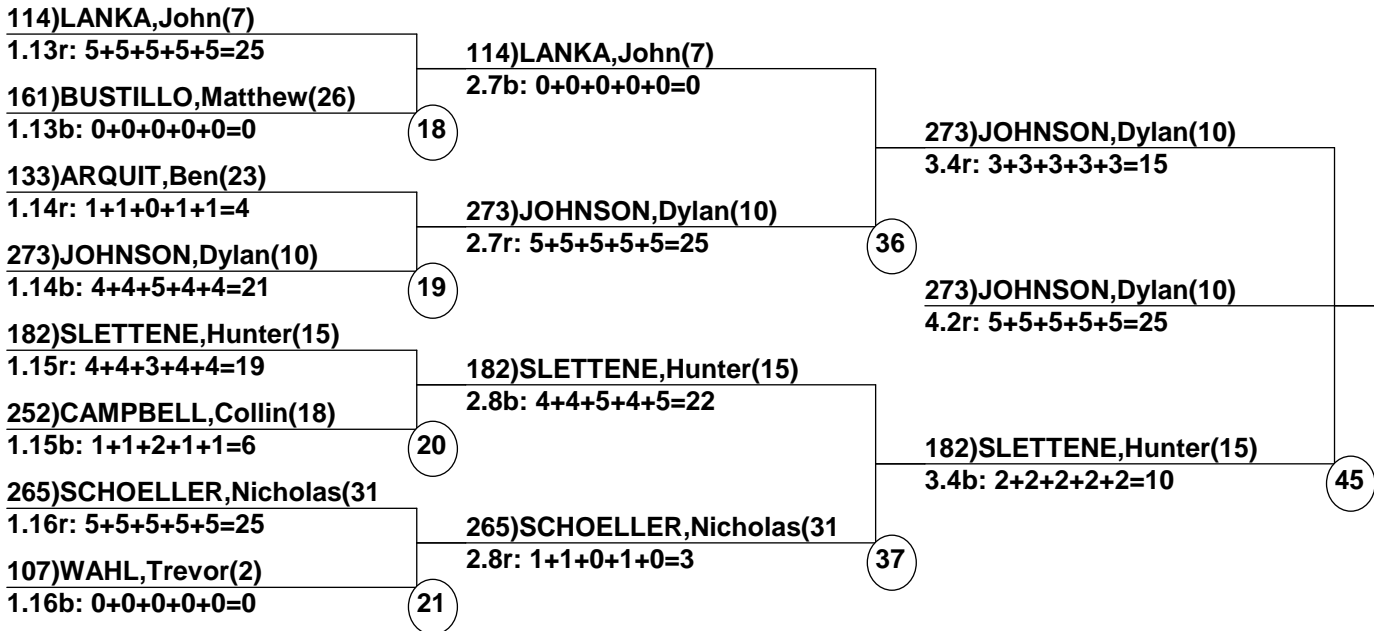 114)LANKA,John(7)
1.13r: 5+5+5+5+5=25
161)BUSTILLO,Matthew(26)
1.13b: 0+0+0+0+0=0
18
133)ARQUIT,Ben(23)
1.14r: 1+1+0+1+1=4
273)JOHNSON,Dylan(10)
1.14b: 4+4+5+4+4=21
19
182)SLETTENE,Hunter(15)
1.15r: 4+4+3+4+4=19
252)CAMPBELL,Collin(18)
1.15b: 1+1+2+1+1=6
20
265)SCHOELLER,Nicholas(31
1.16r: 5+5+5+5+5=25
107)WAHL,Trevor(2)
1.16b: 0+0+0+0+0=0
21
114)LANKA,John(7)
2.7b: 0+0+0+0+0=0
273)JOHNSON,Dylan(10)
2.7r: 5+5+5+5+5=25
36
182)SLETTENE,Hunter(15)
2.8b: 4+4+5+4+5=22
265)SCHOELLER,Nicholas(31
2.8r: 1+1+0+1+0=3
37
273)JOHNSON,Dylan(10)
3.4r: 3+3+3+3+3=15
273)JOHNSON,Dylan(10)
4.2r: 5+5+5+5+5=25
182)SLETTENE,Hunter(15)
3.4b: 2+2+2+2+2=10
45